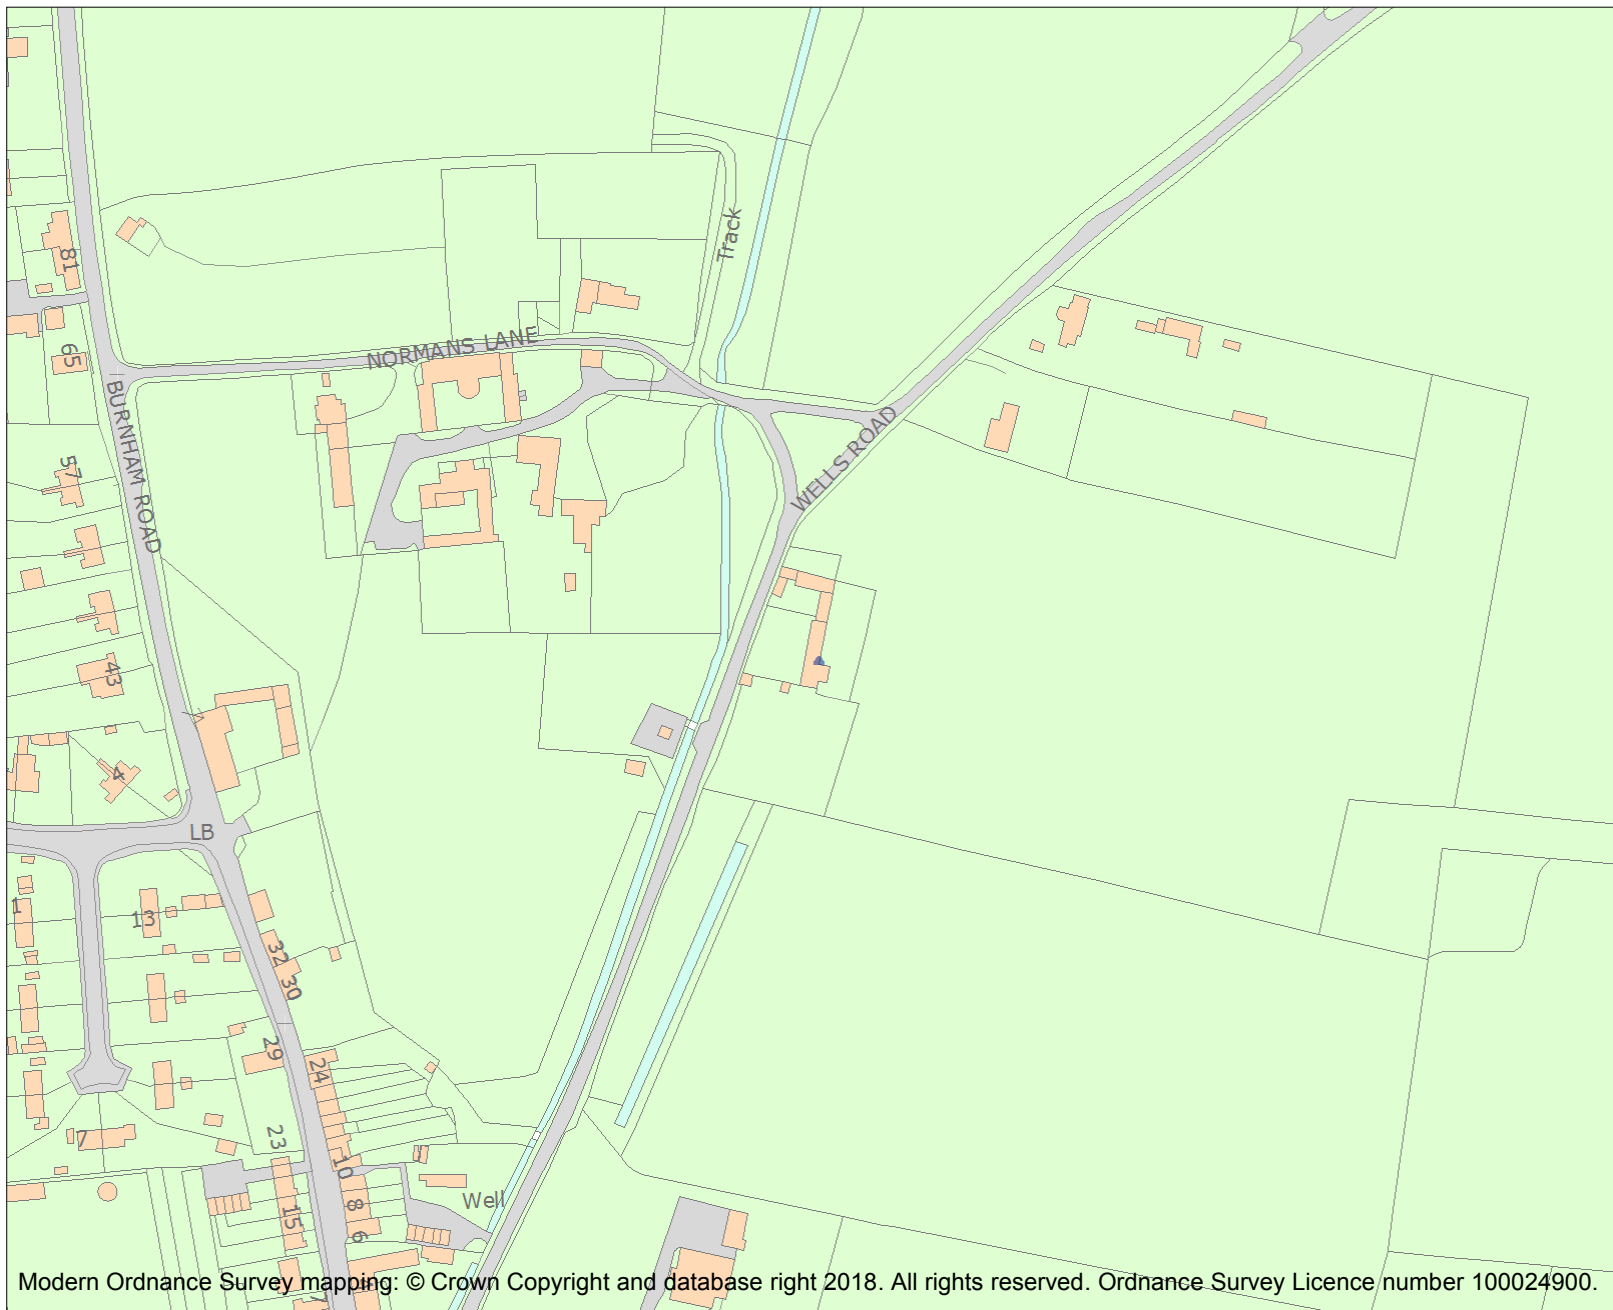 Track
81
NORMANS LANE
65
BURNHAM ROAD
WELLS ROAD
57
43
4
LB
1
13
32
30
29
24
7
23
10
Well
8
15
6
Modern Ordnance Survey mapping: © Crown Copyright and database right 2018. All rights reserved. Ordnance Survey Licence number 100024900.